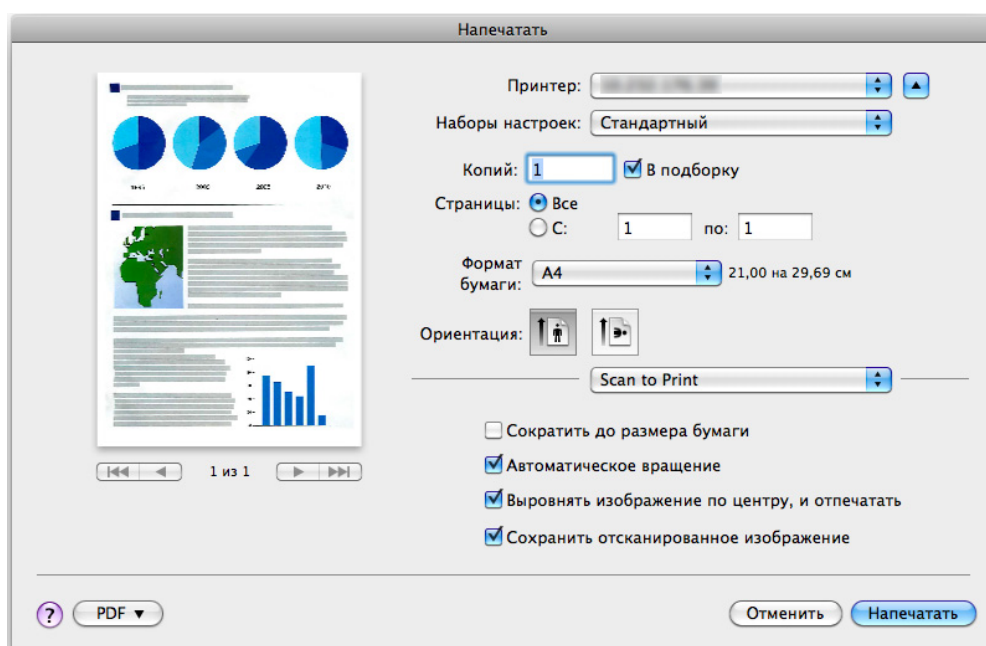 Напечатать
Принтер:
Наборы настроек: Стандартный
Копий: 1 В подборку
Страницы: Все
С: 1 по: 1
Формат бумаги: A4 21,00 на 29,69 см
Ориентация:
Scan to Print
Сократить до размера бумаги
Автоматическое вращение
Выровнять изображение по центру, и отпечатать
Сохранить отсканированное изображение
1 из 1
? PDF Отменить Напечатать